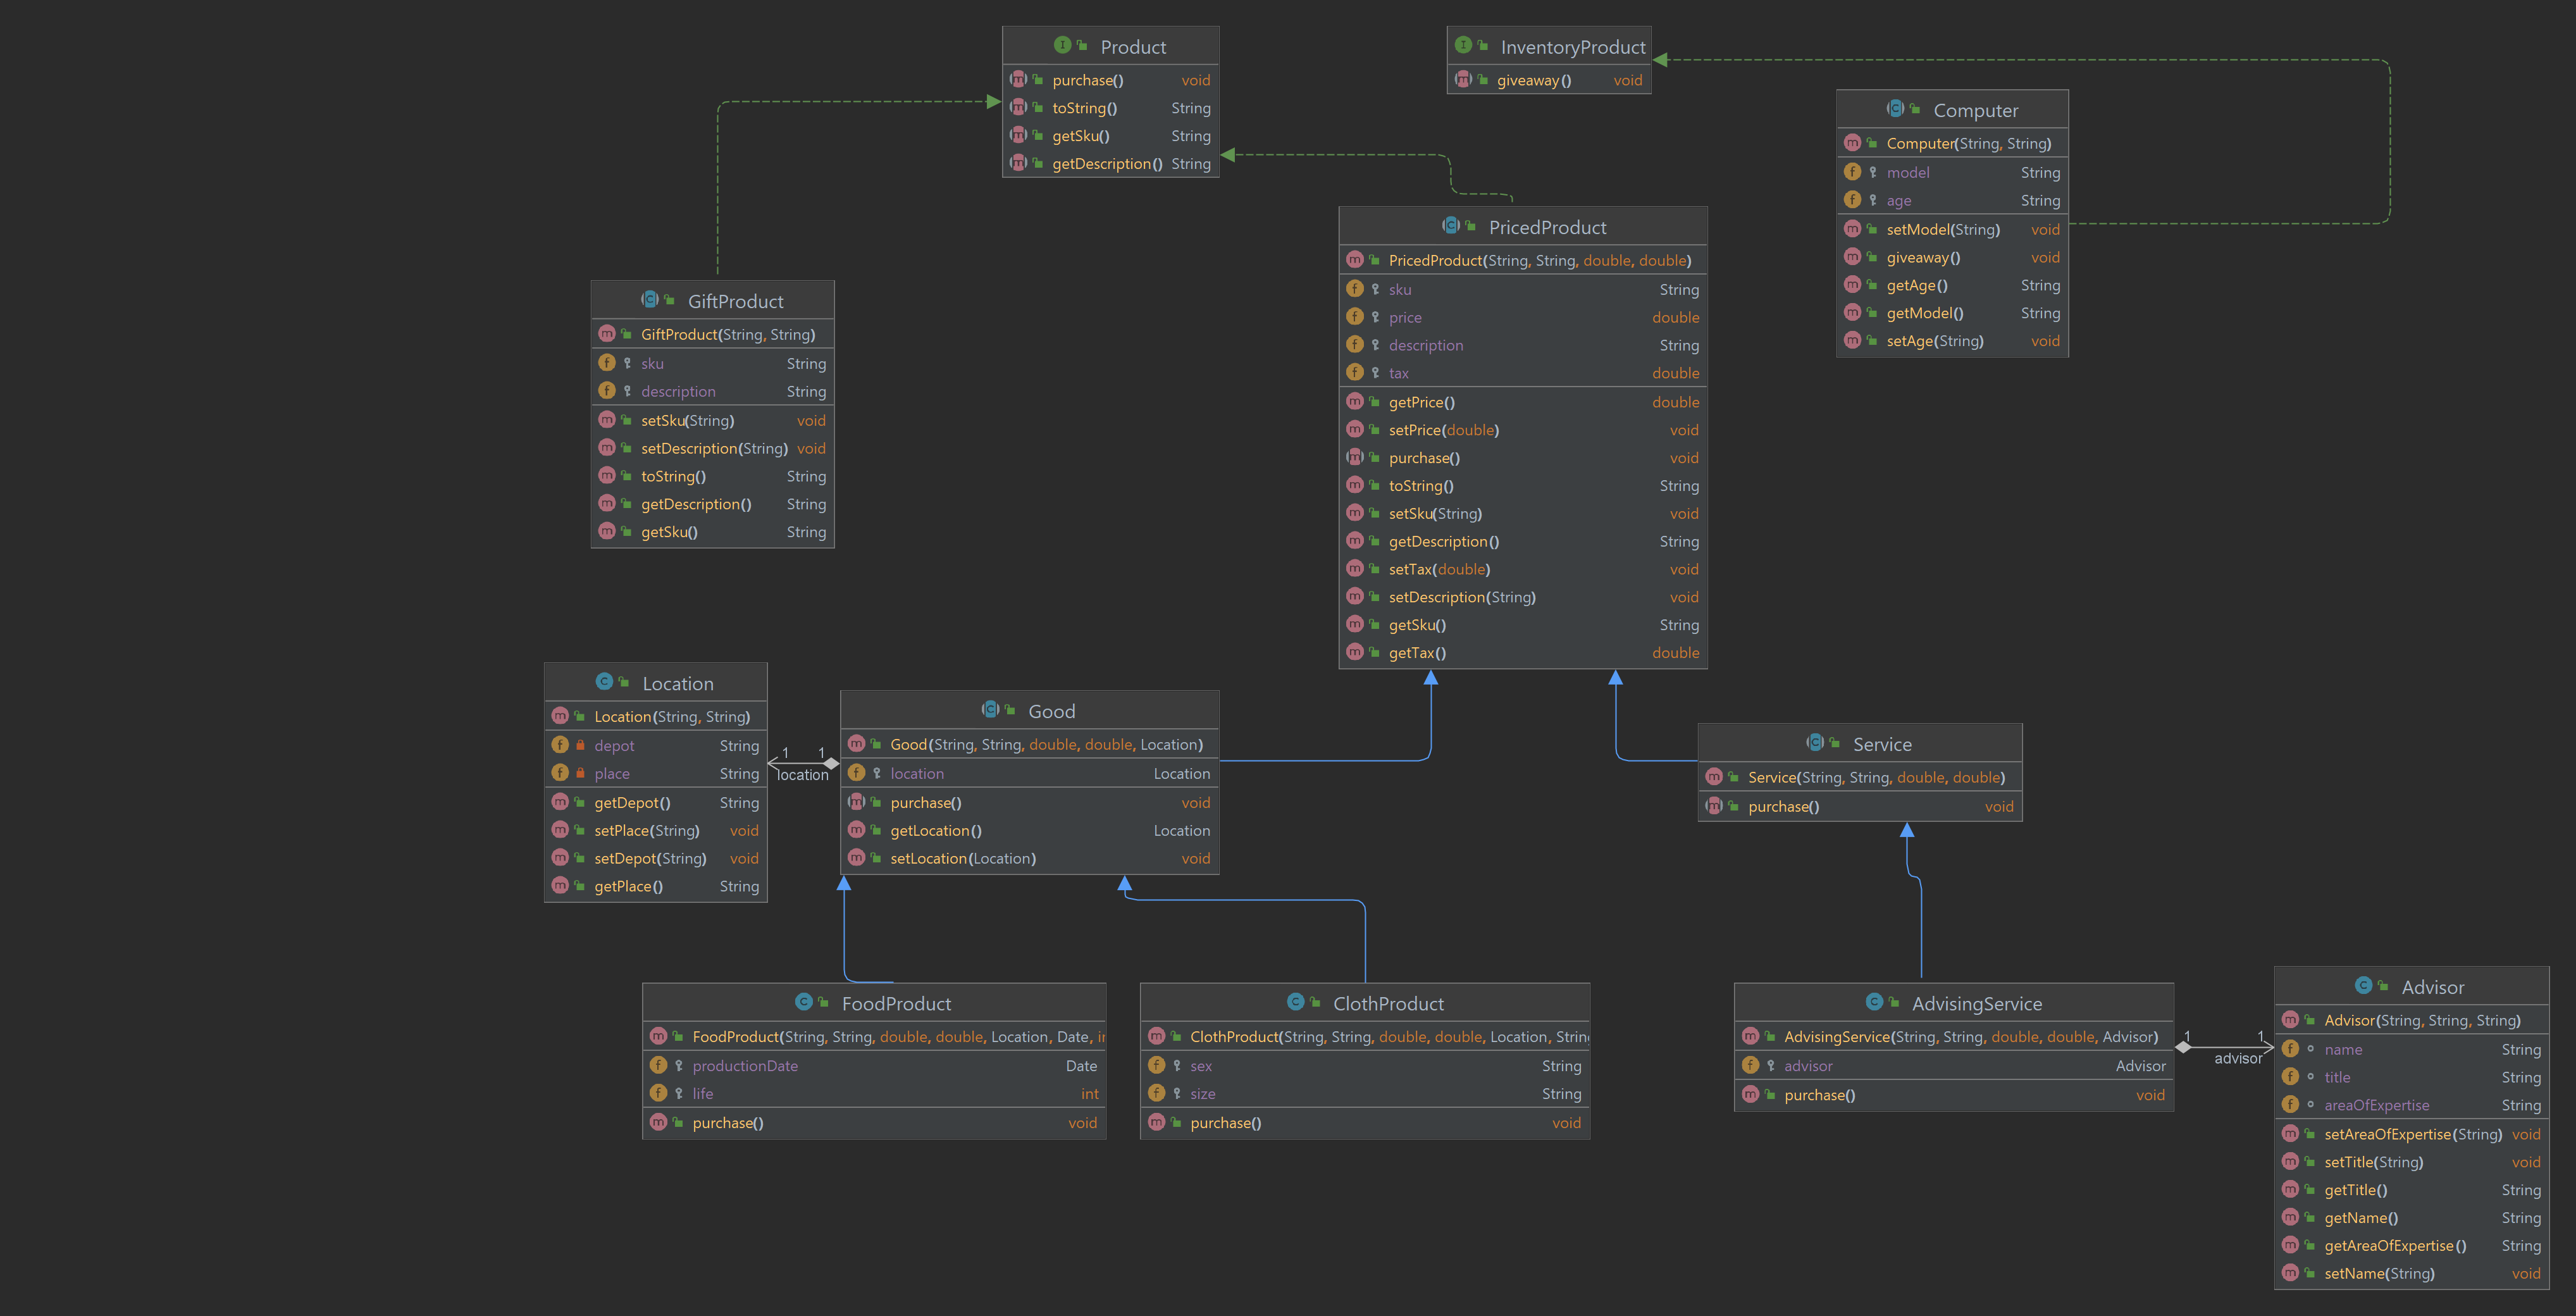 Product
purchase() void
toString() String
getSku() String
getDescription() String
InventoryProduct
giveaway() void
Computer
Computer(String, String)
model String
age String
setModel(String) void
giveaway() void
getAge() String
getModel() String
setAge(String) void
PricedProduct
PricedProduct(String, String, double, double)
sku String
price double
description String
tax double
getPrice() double
setPrice(double) void
purchase() void
toString() String
setSku(String) void
getDescription() String
setTax(double) void
setDescription(String) void
getSku() String
getTax() double
GiftProduct
GiftProduct(String, String)
sku String
description String
setSku(String) void
setDescription(String) void
toString() String
getDescription() String
getSku() String
Location
Location(String, String)
depot String
place String
getDepot() String
setPlace(String) void
setDepot(String) void
getPlace() String
1 1
location
Good
Good(String, String, double, double, Location)
location Location
purchase() void
getLocation() Location
setLocation(Location) void
Service
Service(String, String, double, double)
purchase() void
FoodProduct
FoodProduct(String, String, double, double, Location, Date, i
productionDate Date
life int
purchase() void
ClothProduct
ClothProduct(String, String, double, double, Location, Strin
sex String
size String
purchase() void
AdvisingService
AdvisingService(String, String, double, double, Advisor)
advisor Advisor
purchase() void
1 1
advisor
Advisor
Advisor(String, String, String)
name String
title String
areaOfExpertise String
setAreaOfExpertise(String) void
setTitle(String) void
getTitle() String
getName() String
getAreaOfExpertise() String
setName(String) void